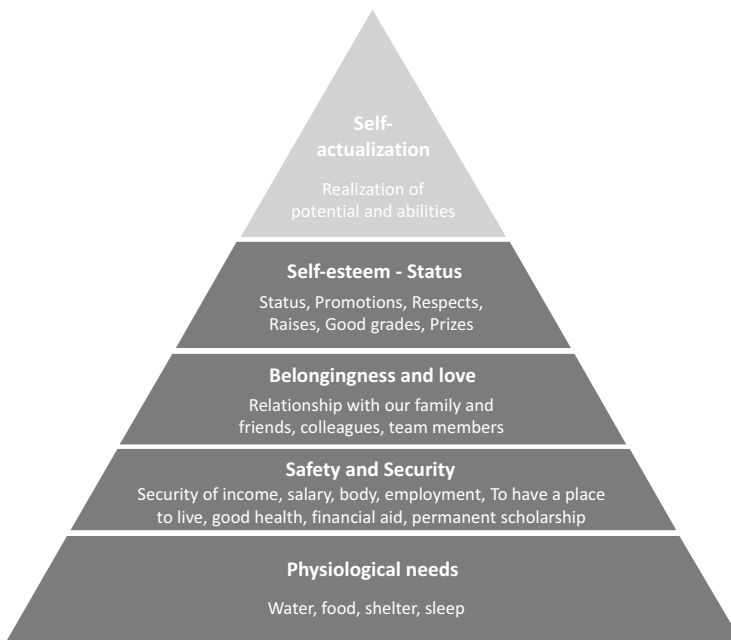 Self-
actualization
Realization of
potential and abilities
Self-esteem - Status
Status, Promotions, Respects,
Raises, Good grades, Prizes
Belongingness and love
Relationship with our family and
friends, colleagues, team members
Safety and Security
Security of income, salary, body, employment, To have a place
to live, good health, financial aid, permanent scholarship
Physiological needs
Water, food, shelter, sleep